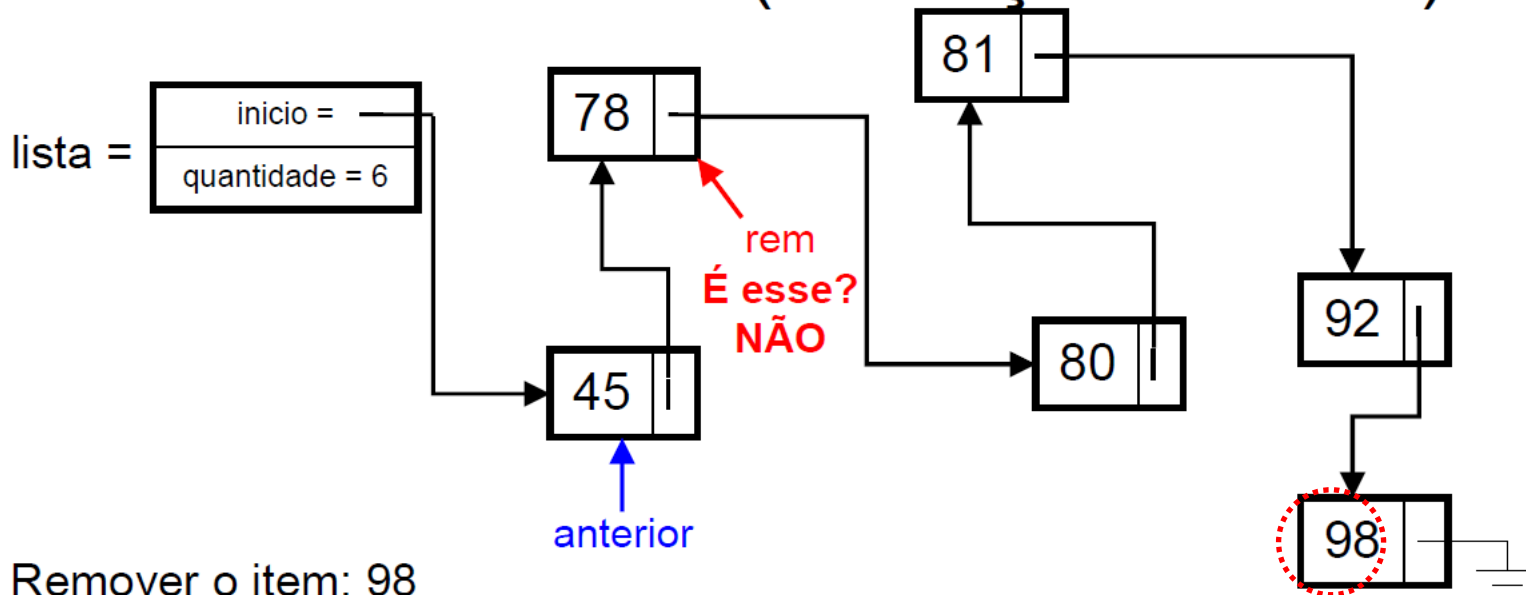 81
inicio =
lista =
quantidade = 6
78
rem
É esse?
NÃO
92
80
45
anterior
98
Remover o item: 98